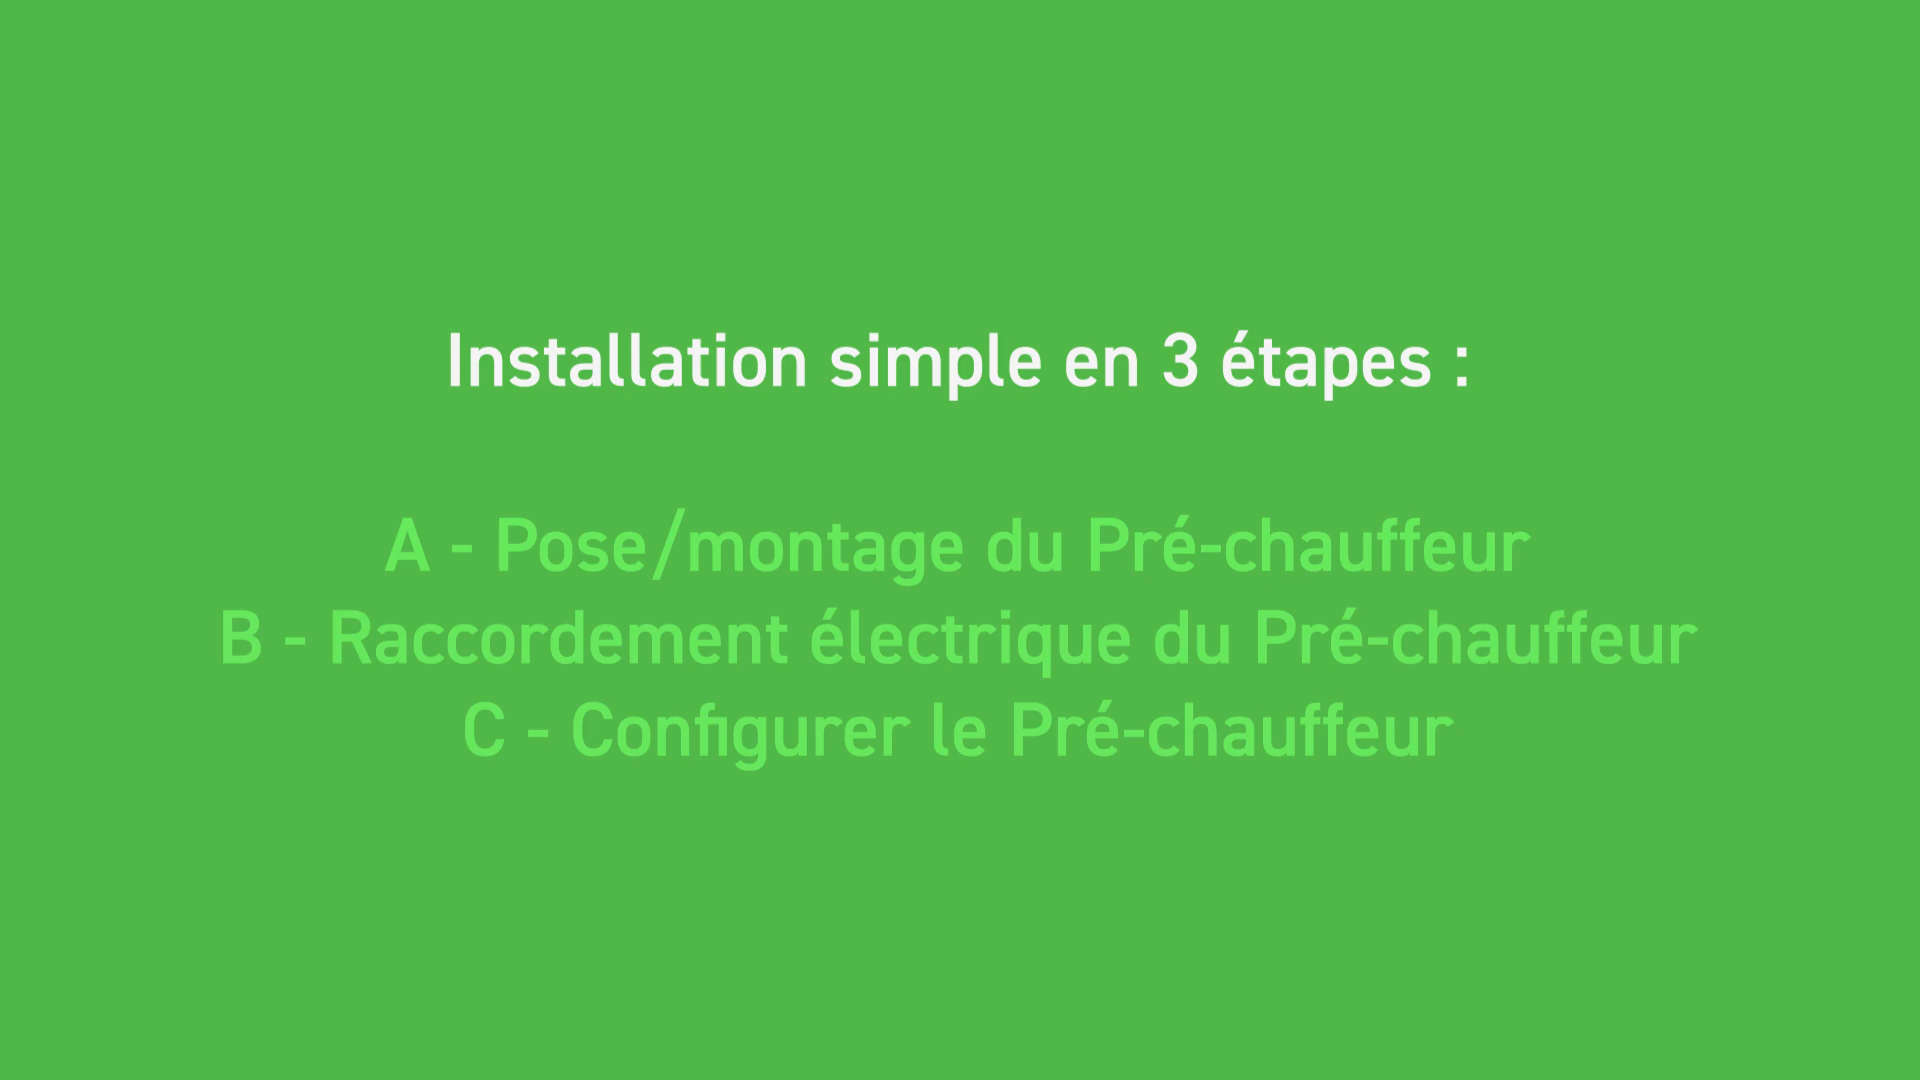 Installation simple en 3 étapes :
A - Pose/montage du Pré-chauffeur
B - Raccordement électrique du Pré-chauffeur
C - Configurer le Pré-chauffeur